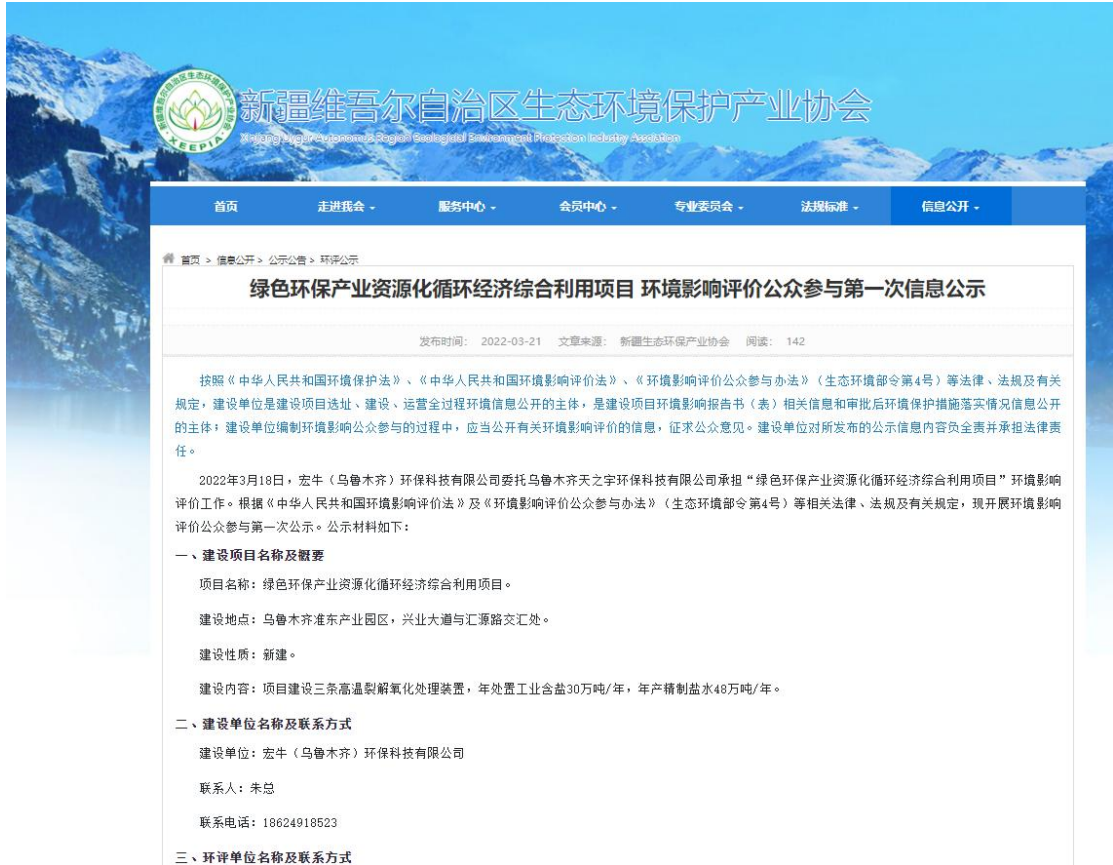 新疆维吾尔自治区生态环境保护产业协会
XEEPIA
首页 走进我会 服务中心 会员中心 专业委员会 法规标准 信息公开
首页 > 信息公开 > 公示公告 > 环评公示
绿色环保产业资源化循环经济综合利用项目 环境影响评价公众参与第一次信息公示
发布时间： 2022-03-21 文章来源： 新疆生态环保产业协会 阅读： 142
按照《中华人民共和国环境保护法》、《中华人民共和国环境影响评价法》、《环境影响评价公众参与办法》（生态环境部令第4号）等法律、法规及有关
规定，建设单位是建设项目选址、建设、运营全过程环境信息公开的主体，是建设项目环境影响报告书（表）相关信息和审批后环境保护措施落实情况信息公开
的主体；建设单位编制环境影响公众参与的过程中，应当公开有关环境影响评价的信息，征求公众意见。建设单位对所发布的公示信息内容负全责并承担法律责
任。
2022年3月18日，宏牛（乌鲁木齐）环保科技有限公司委托乌鲁木齐天之宇环保科技有限公司承担“绿色环保产业资源化循环经济综合利用项目”环境影响
评价工作。根据《中华人民共和国环境影响评价法》及《环境影响评价公众参与办法》（生态环境部令第4号）等相关法律、法规及有关规定，现开展环境影响
评价公众参与第一次公示。公示材料如下：
一、建设项目名称及概要
项目名称：绿色环保产业资源化循环经济综合利用项目。
建设地点：乌鲁木齐准东产业园区，兴业大道与汇源路交汇处。
建设性质：新建。
建设内容：项目建设三条高温裂解氧化处理装置，年处置工业含盐30万吨/年，年产精制盐水48万吨/年。
二、建设单位名称及联系方式
建设单位：宏牛（乌鲁木齐）环保科技有限公司
联系人：朱总
联系电话：18624918523
三、环评单位名称及联系方式